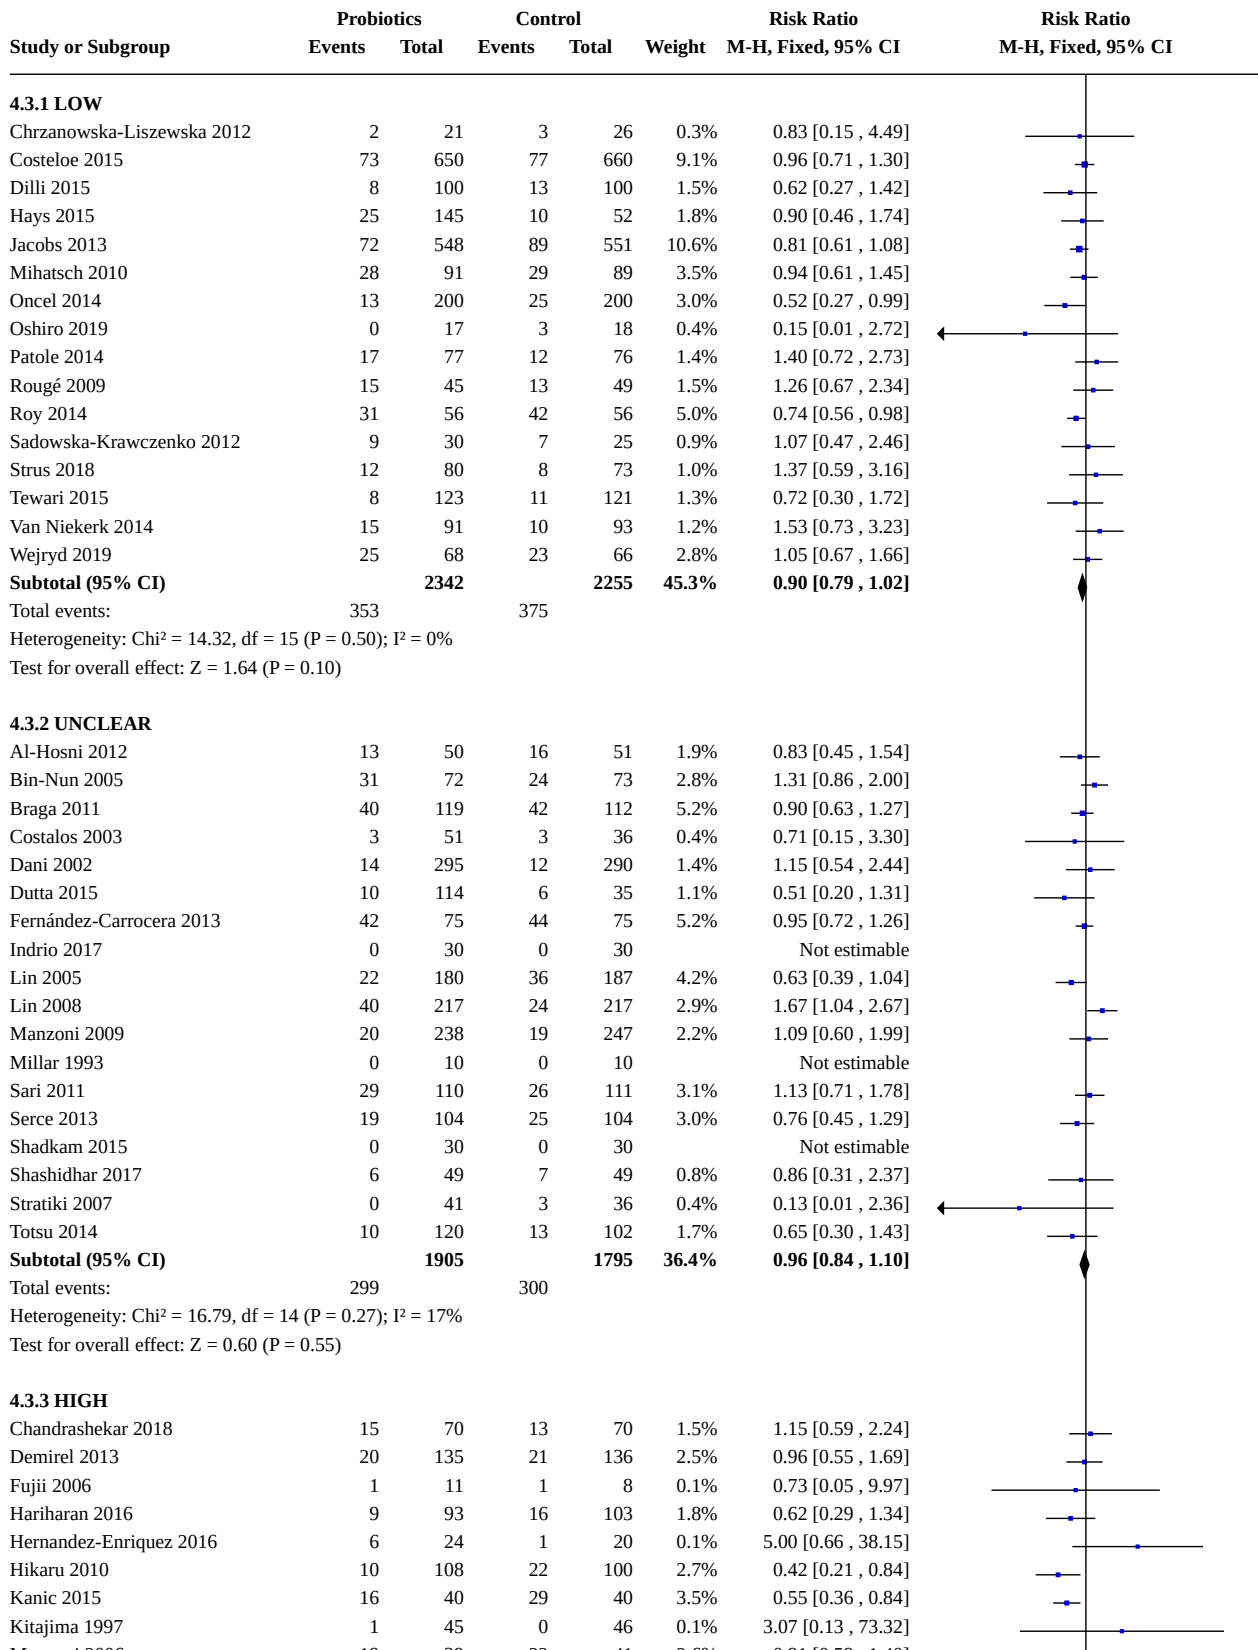 Probiotics Control Risk Ratio Risk Ratio
Study or Subgroup Events Total Events Total Weight M-H, Fixed, 95% CI M-H, Fixed, 95% CI
4.3.1 LOW
Chrzanowska-Liszewska 2012 2 21 3 26 0.3% 0.83 [0.15 , 4.49]
Costeloe 2015 73 650 77 660 9.1% 0.96 [0.71 , 1.30]
Dilli 2015 8 100 13 100 1.5% 0.62 [0.27 , 1.42]
Hays 2015 25 145 10 52 1.8% 0.90 [0.46 , 1.74]
Jacobs 2013 72 548 89 551 10.6% 0.81 [0.61 , 1.08]
Mihatsch 2010 28 91 29 89 3.5% 0.94 [0.61 , 1.45]
Oncel 2014 13 200 25 200 3.0% 0.52 [0.27 , 0.99]
Oshiro 2019 0 17 3 18 0.4% 0.15 [0.01 , 2.72]
Patole 2014 17 77 12 76 1.4% 1.40 [0.72 , 2.73]
Rougé 2009 15 45 13 49 1.5% 1.26 [0.67 , 2.34]
Roy 2014 31 56 42 56 5.0% 0.74 [0.56 , 0.98]
Sadowska-Krawczenko 2012 9 30 7 25 0.9% 1.07 [0.47 , 2.46]
Strus 2018 12 80 8 73 1.0% 1.37 [0.59 , 3.16]
Tewari 2015 8 123 11 121 1.3% 0.72 [0.30 , 1.72]
Van Niekerk 2014 15 91 10 93 1.2% 1.53 [0.73 , 3.23]
Wejryd 2019 25 68 23 66 2.8% 1.05 [0.67 , 1.66]
Subtotal (95% CI) 2342 2255 45.3% 0.90 [0.79 , 1.02]
Total events: 353 375
Heterogeneity: Chi² = 14.32, df = 15 (P = 0.50); I² = 0%
Test for overall effect: Z = 1.64 (P = 0.10)
4.3.2 UNCLEAR
Al-Hosni 2012 13 50 16 51 1.9% 0.83 [0.45 , 1.54]
Bin-Nun 2005 31 72 24 73 2.8% 1.31 [0.86 , 2.00]
Braga 2011 40 119 42 112 5.2% 0.90 [0.63 , 1.27]
Costalos 2003 3 51 3 36 0.4% 0.71 [0.15 , 3.30]
Dani 2002 14 295 12 290 1.4% 1.15 [0.54 , 2.44]
Dutta 2015 10 114 6 35 1.1% 0.51 [0.20 , 1.31]
Fernández-Carrocera 2013 42 75 44 75 5.2% 0.95 [0.72 , 1.26]
Indrio 2017 0 30 0 30 Not estimable
Lin 2005 22 180 36 187 4.2% 0.63 [0.39 , 1.04]
Lin 2008 40 217 24 217 2.9% 1.67 [1.04 , 2.67]
Manzoni 2009 20 238 19 247 2.2% 1.09 [0.60 , 1.99]
Millar 1993 0 10 0 10 Not estimable
Sari 2011 29 110 26 111 3.1% 1.13 [0.71 , 1.78]
Serce 2013 19 104 25 104 3.0% 0.76 [0.45 , 1.29]
Shadkam 2015 0 30 0 30 Not estimable
Shashidhar 2017 6 49 7 49 0.8% 0.86 [0.31 , 2.37]
Stratiki 2007 0 41 3 36 0.4% 0.13 [0.01 , 2.36]
Totsu 2014 10 120 13 102 1.7% 0.65 [0.30 , 1.43]
Subtotal (95% CI) 1905 1795 36.4% 0.96 [0.84 , 1.10]
Total events: 299 300
Heterogeneity: Chi² = 16.79, df = 14 (P = 0.27); I² = 17%
Test for overall effect: Z = 0.60 (P = 0.55)
4.3.3 HIGH
Chandrashekar 2018 15 70 13 70 1.5% 1.15 [0.59 , 2.24]
Demirel 2013 20 135 21 136 2.5% 0.96 [0.55 , 1.69]
Fujii 2006 1 11 1 8 0.1% 0.73 [0.05 , 9.97]
Hariharan 2016 9 93 16 103 1.8% 0.62 [0.29 , 1.34]
Hernandez-Enriquez 2016 6 24 1 20 0.1% 5.00 [0.66 , 38.15]
Hikaru 2010 10 108 22 100 2.7% 0.42 [0.21 , 0.84]
Kanic 2015 16 40 29 40 3.5% 0.55 [0.36 , 0.84]
Kitajima 1997 1 45 0 46 0.1% 3.07 [0.13 , 73.32]